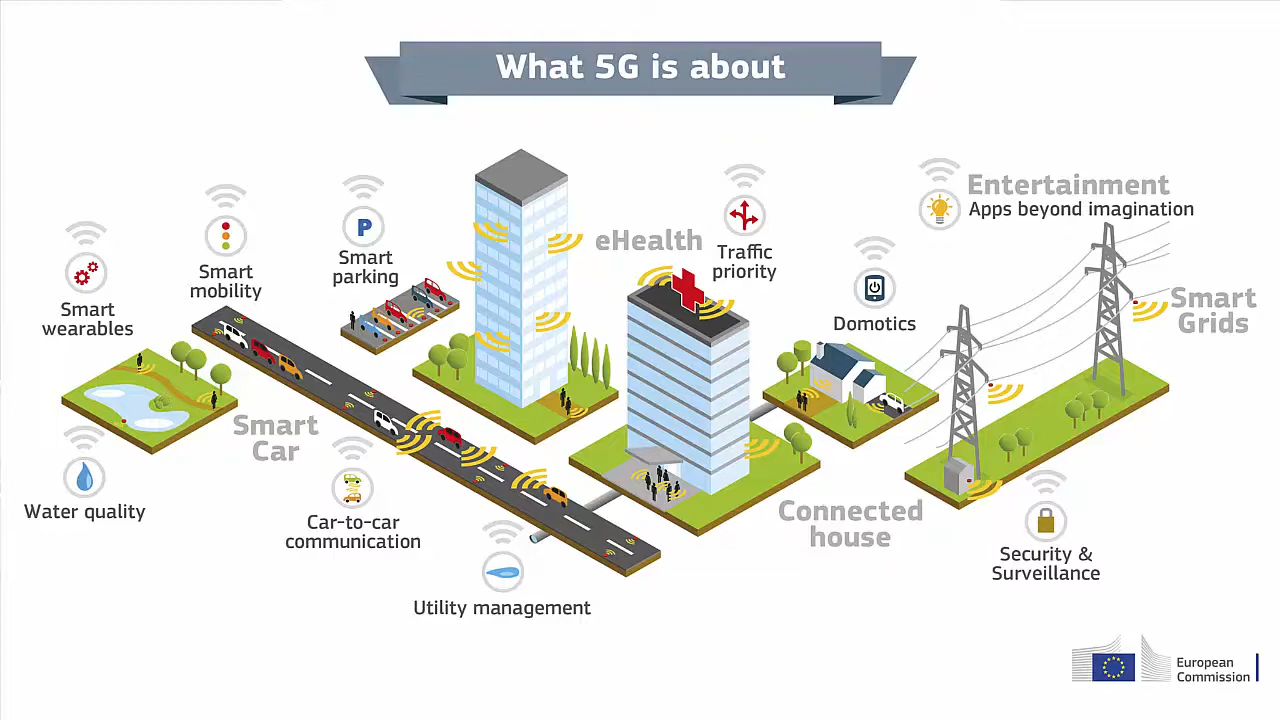 What 5G is about
Entertainment
Apps beyond imagination
eHealth
Traffic
priority
Smart
parking
Smart
mobility
Smart
wearables
Domotics
Smart
Grids
P
Smart
Car
Water quality
Car-to-car
communication
Connected
house
Security &
Surveillance
Utility management
European
Commission